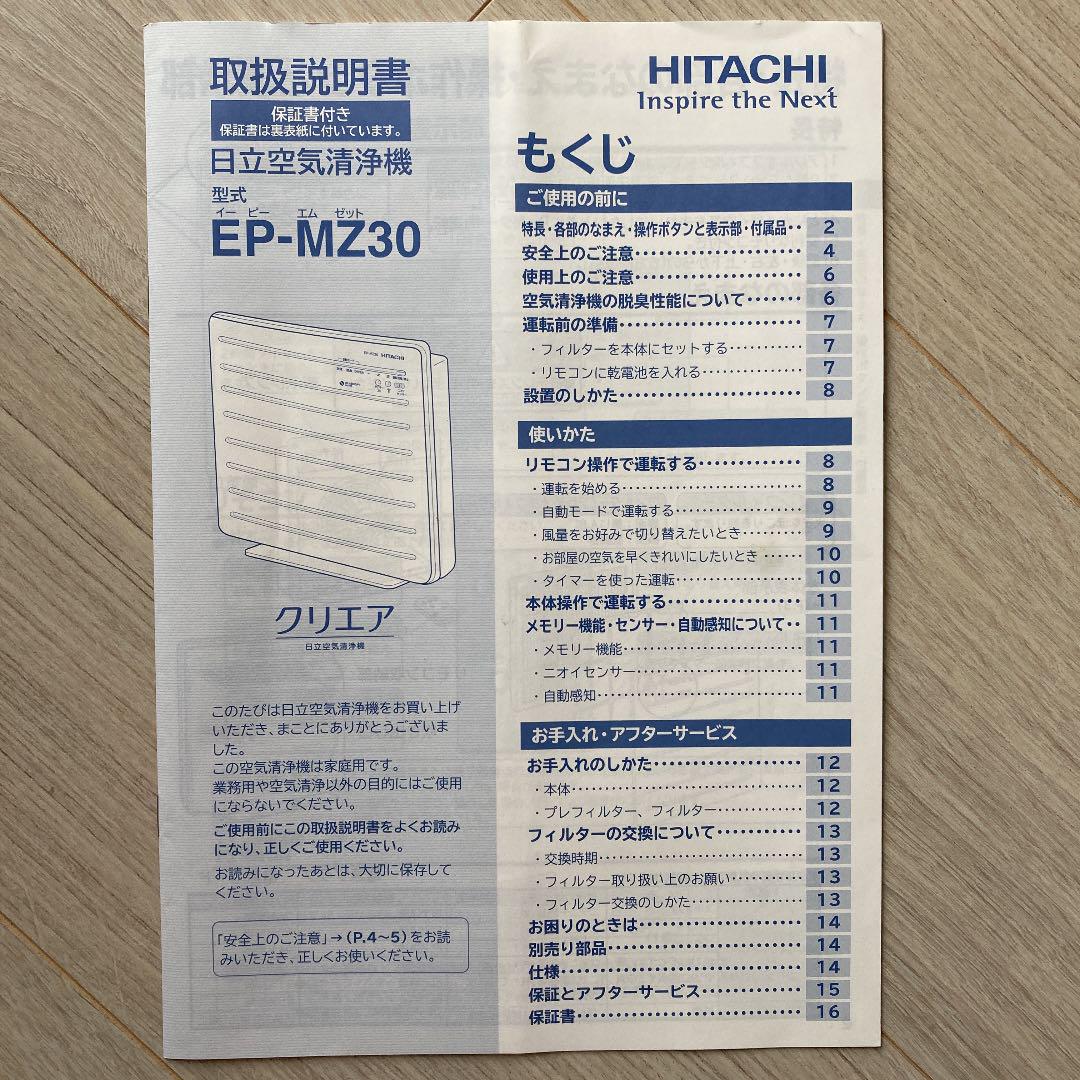 取扱説明書
保証書付き
保証書は裏表紙に付いています。
日立空気清浄機
型式
イー ピー エム ゼット
EP-MZ30
HITACHI
クリエア
日立空気清浄機
このたびは日立空気清浄機をお買い上げ
いただき、まことにありがとうございま
した。
この空気清浄機は家庭用です。
業務用や空気清浄以外の目的にはご使用
にならないでください。
ご使用前にこの取扱説明書をよくお読み
になり、正しくご使用ください。
お読みになったあとは、大切に保存して
ください。
「安全上のご注意」→(P.4～5)をお読
みいただき、正しくお使いください。
HITACHI
Inspire the Next
もくじ
ご使用の前に
特長・各部のなまえ・操作ボタンと表示部・付属品・・ 2
安全上のご注意・・・・・・・・・・・・・・・ 4
使用上のご注意・・・・・・・・・・・・・・・ 6
空気清浄機の脱臭性能について・・・・・・・ 6
運転前の準備・・・・・・・・・・・・・・・・ 7
・フィルターを本体にセットする・・・・・・・・・・ 7
・リモコンに乾電池を入れる・・・・・・・・・・・・ 7
設置のしかた・・・・・・・・・・・・・・・・ 8
使いかた
リモコン操作で運転する・・・・・・・・・・・・ 8
・運転を始める・・・・・・・・・・・・・・・・・・ 8
・自動モードで運転する・・・・・・・・・・・・・・ 9
・風量をお好みで切り替えたいとき・・・・・・・・・ 9
・お部屋の空気を早くきれいにしたいとき・・・・・・ 10
・タイマーを使った運転・・・・・・・・・・・・・・ 10
本体操作で運転する・・・・・・・・・・・・・・ 11
メモリー機能・センサー・自動感知について・・ 11
・メモリー機能・・・・・・・・・・・・・・・・・・ 11
・ニオイセンサー・・・・・・・・・・・・・・・・・ 11
・自動感知・・・・・・・・・・・・・・・・・・・・ 11
お手入れ・アフターサービス
お手入れのしかた・・・・・・・・・・・・・・・ 12
・本体・・・・・・・・・・・・・・・・・・・・・・ 12
・プレフィルター、フィルター・・・・・・・・・・・ 12
フィルターの交換について・・・・・・・・・・・ 13
・交換時期・・・・・・・・・・・・・・・・・・・・ 13
・フィルター取り扱い上のお願い・・・・・・・・・・ 13
・フィルター交換のしかた・・・・・・・・・・・・・ 13
お困りのときは・・・・・・・・・・・・・・・・ 14
別売り部品・・・・・・・・・・・・・・・・・・ 14
仕様・・・・・・・・・・・・・・・・・・・・・ 14
保証とアフターサービス・・・・・・・・・・・・ 15
保証書・・・・・・・・・・・・・・・・・・・・ 16